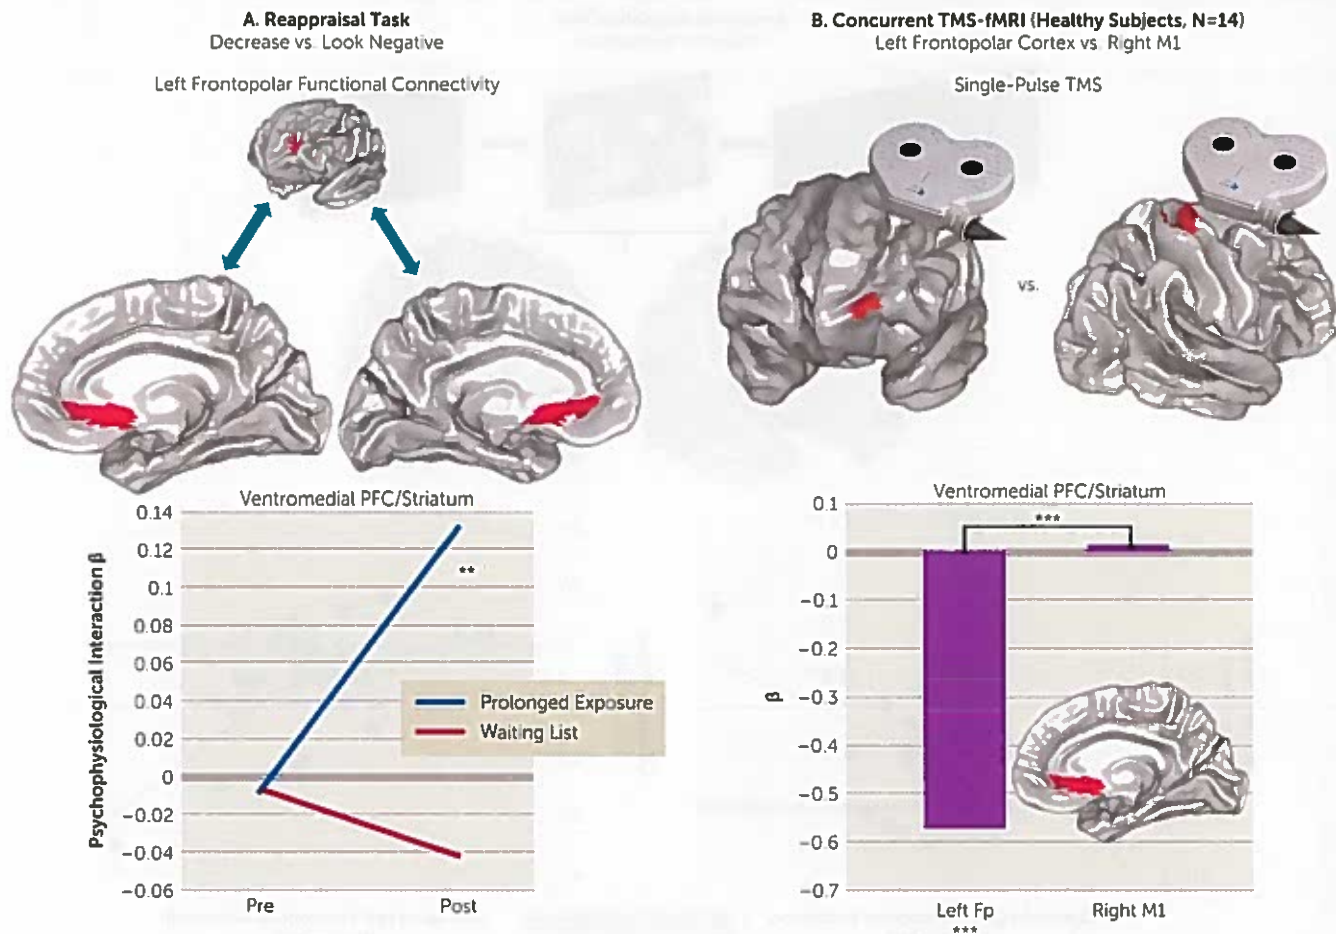 A. Reappraisal Task
Decrease vs. Look Negative
Left Frontopolar Functional Connectivity
Ventromedial PFC/Striatum
Psychophysiological Interaction β
0.14
0.12
0.1
0.08
0.06
0.04
0.02
0
−0.02
−0.04
−0.06
**
Prolonged Exposure
Waiting List
Pre
Post
B. Concurrent TMS-fMRI (Healthy Subjects, N=14)
Left Frontopolar Cortex vs. Right M1
Single-Pulse TMS
vs.
Ventromedial PFC/Striatum
β
0.1
0
−0.1
−0.2
−0.3
−0.4
−0.5
−0.6
−0.7
***
Left Fp
Right M1
***